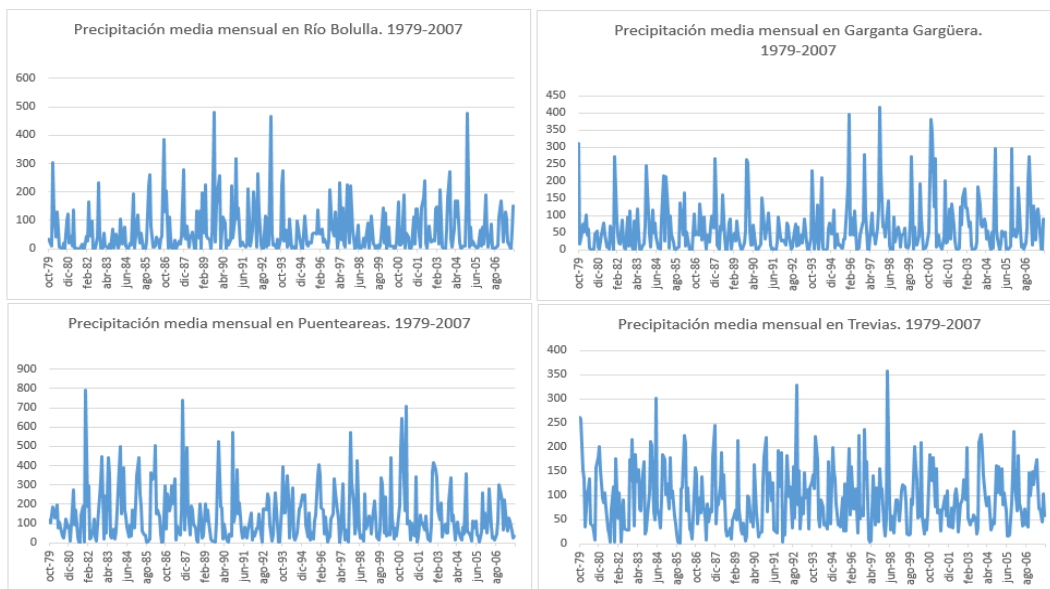 Precipitación media mensual en Río Bolulla. 1979-2007
600
500
400
300
200
100
0
oct-79
dic-80
feb-82
abr-83
jun-84
ago-85
oct-86
dic-87
feb-89
abr-90
jun-91
ago-92
oct-93
dic-94
feb-96
abr-97
jun-98
ago-99
oct-00
dic-01
feb-03
abr-04
jun-05
ago-06
Precipitación media mensual en Garganta Gargüera.
1979-2007
450
400
350
300
250
200
150
100
50
0
oct-79
dic-80
feb-82
abr-83
jun-84
ago-85
oct-86
dic-87
feb-89
abr-90
jun-91
ago-92
oct-93
dic-94
feb-96
abr-97
jun-98
ago-99
oct-00
dic-01
feb-03
abr-04
jun-05
ago-06
Precipitación media mensual en Puenteareas. 1979-2007
900
800
700
600
500
400
300
200
100
0
oct-79
dic-80
feb-82
abr-83
jun-84
ago-85
oct-86
dic-87
feb-89
abr-90
jun-91
ago-92
oct-93
dic-94
feb-96
abr-97
jun-98
ago-99
oct-00
dic-01
feb-03
abr-04
jun-05
ago-06
Precipitación media mensual en Trevias. 1979-2007
400
350
300
250
200
150
100
50
0
oct-79
dic-80
feb-82
abr-83
jun-84
ago-85
oct-86
dic-87
feb-89
abr-90
jun-91
ago-92
oct-93
dic-94
feb-96
abr-97
jun-98
ago-99
oct-00
dic-01
feb-03
abr-04
jun-05
ago-06